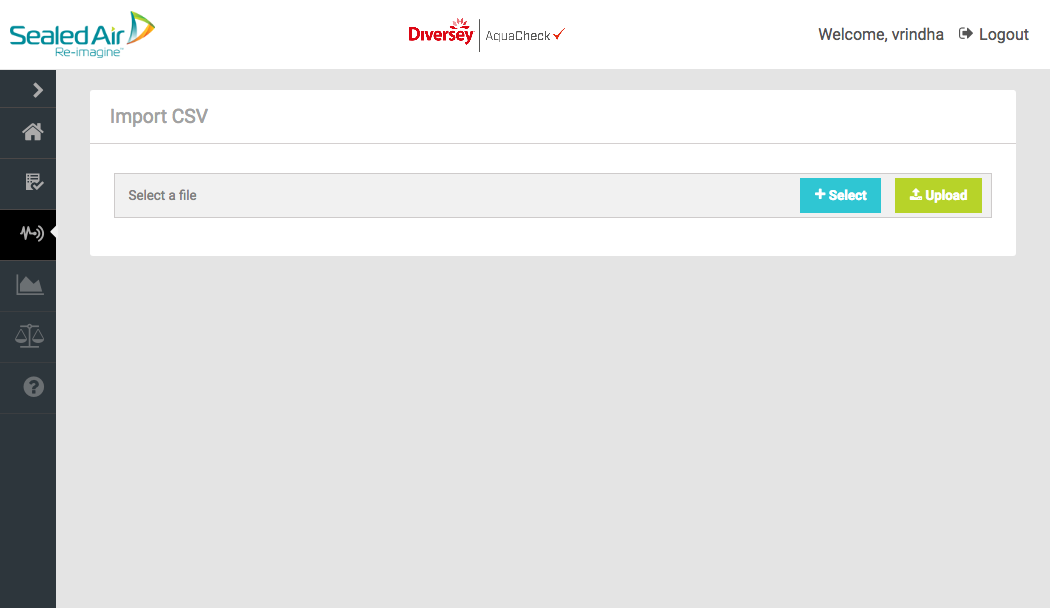 Sealed Air
Re-imagine™
Diversey AquaCheck
Welcome, vrindha Logout
Import CSV
Select a file Select Upload